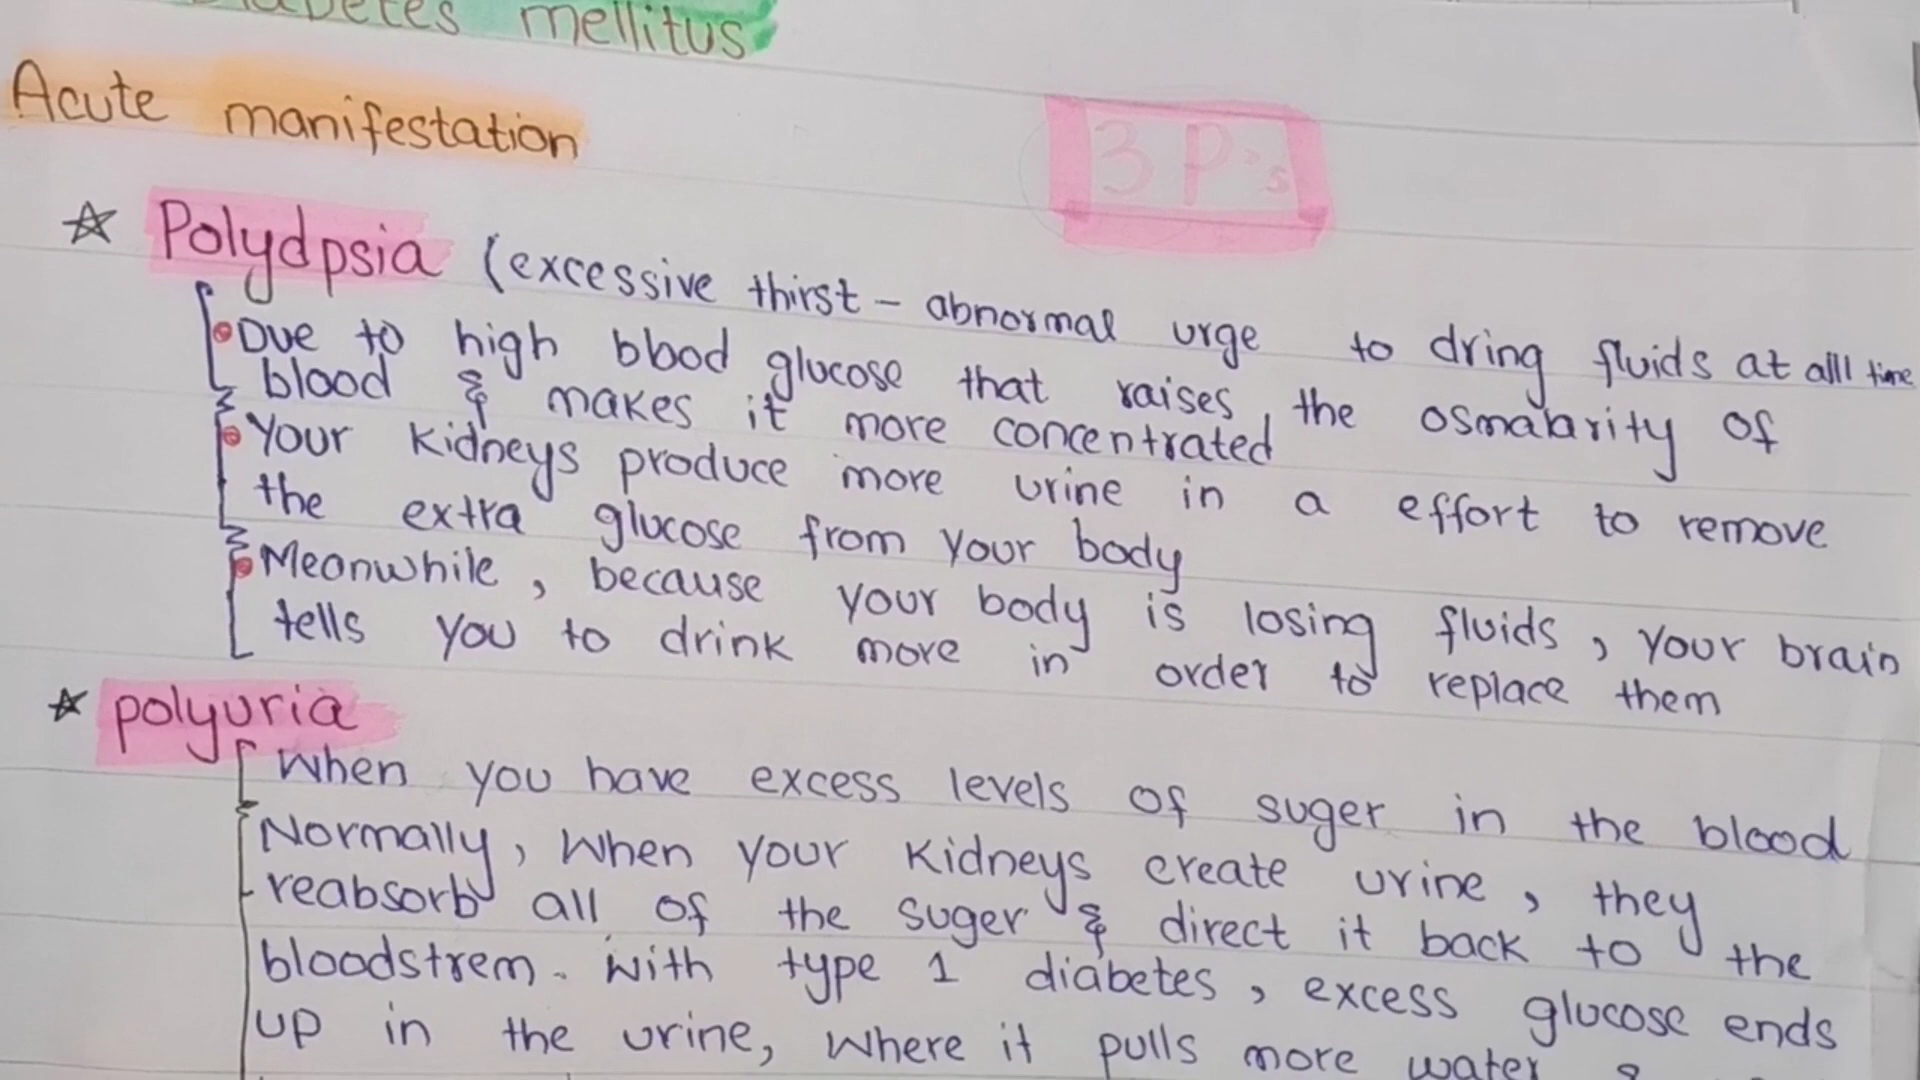 Diabetes mellitus
Acute manifestation
3 P's
☆ Polydpsia (excessive thirst - abnormal urge to dring fluids at alll time
Due to high blood glucose that raises, the osmalarity of
blood & makes it more concentrated
Your kidneys produce more urine in a effort to remove
the extra glucose from your body
Meanwhile, because your body is losing fluids, your brain
tells you to drink more in order to replace them
☆ polyuria
When you have excess levels of suger in the blood
Normally, When your kidneys create urine, they
reabsorb all of the suger & direct it back to the
bloodstrem. With type 1 diabetes, excess glucose ends
up in the urine, where it pulls more water &